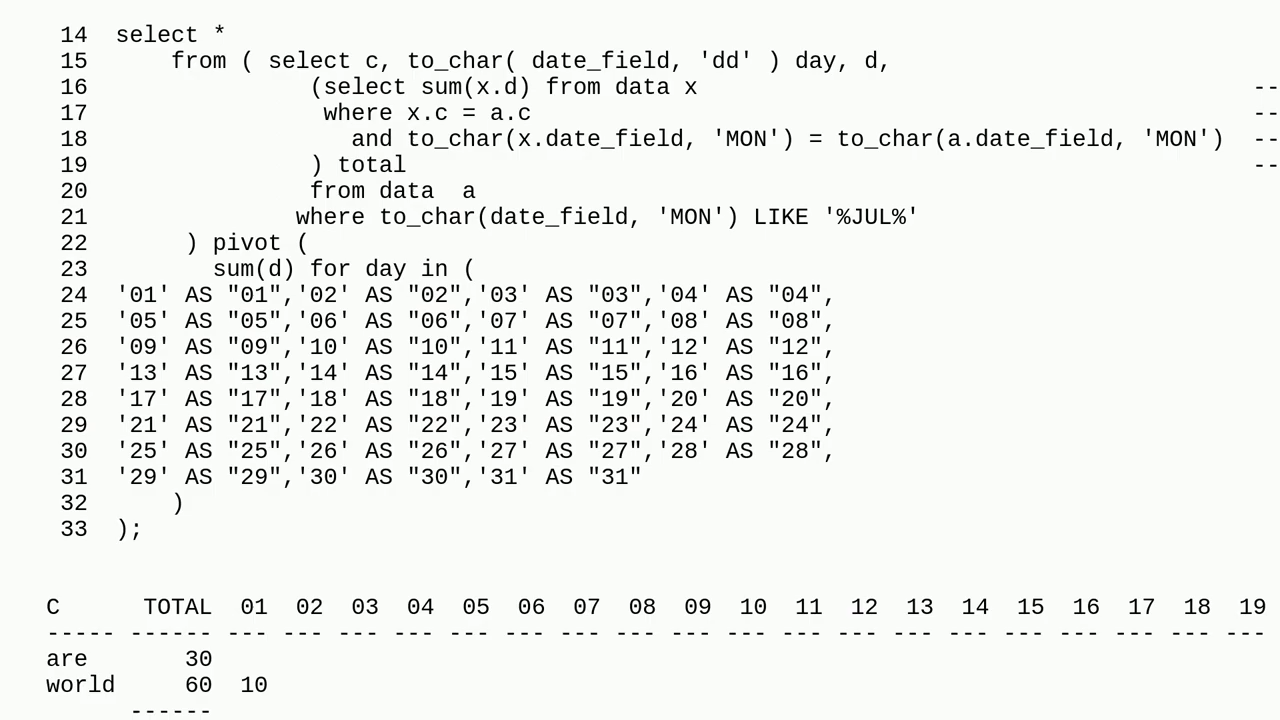 14  select *
15      from ( select c, to_char( date_field, 'dd' ) day, d,
16                (select sum(x.d) from data x                                        --
17                 where x.c = a.c                                                    --
18                   and to_char(x.date_field, 'MON') = to_char(a.date_field, 'MON')  --
19                ) total                                                             --
20                from data  a
21               where to_char(date_field, 'MON') LIKE '%JUL%'
22       ) pivot (
23         sum(d) for day in (
24  '01' AS "01",'02' AS "02",'03' AS "03",'04' AS "04",
25  '05' AS "05",'06' AS "06",'07' AS "07",'08' AS "08",
26  '09' AS "09",'10' AS "10",'11' AS "11",'12' AS "12",
27  '13' AS "13",'14' AS "14",'15' AS "15",'16' AS "16",
28  '17' AS "17",'18' AS "18",'19' AS "19",'20' AS "20",
29  '21' AS "21",'22' AS "22",'23' AS "23",'24' AS "24",
30  '25' AS "25",'26' AS "26",'27' AS "27",'28' AS "28",
31  '29' AS "29",'30' AS "30",'31' AS "31"
32      )
33  );
C      TOTAL  01  02  03  04  05  06  07  08  09  10  11  12  13  14  15  16  17  18  19
----- ------ --- --- --- --- --- --- --- --- --- --- --- --- --- --- --- --- --- --- ---
are       30
world     60  10
      ------